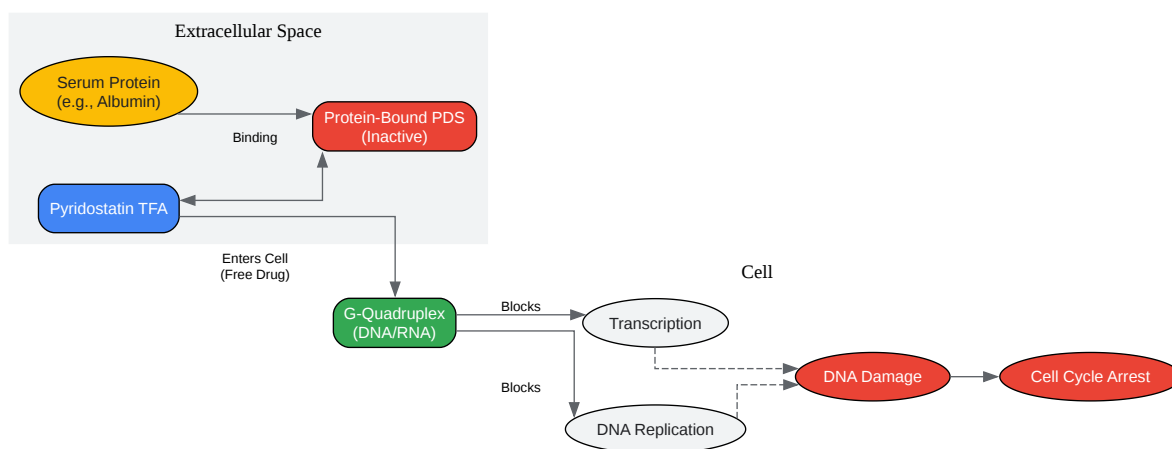 Extracellular Space
Serum Protein
(e.g., Albumin)
Protein-Bound PDS
(Inactive)
Binding
Pyridostatin TFA
Enters Cell
(Free Drug)
Cell
G-Quadruplex
(DNA/RNA)
Blocks
Transcription
Blocks
DNA Damage
Cell Cycle Arrest
DNA Replication